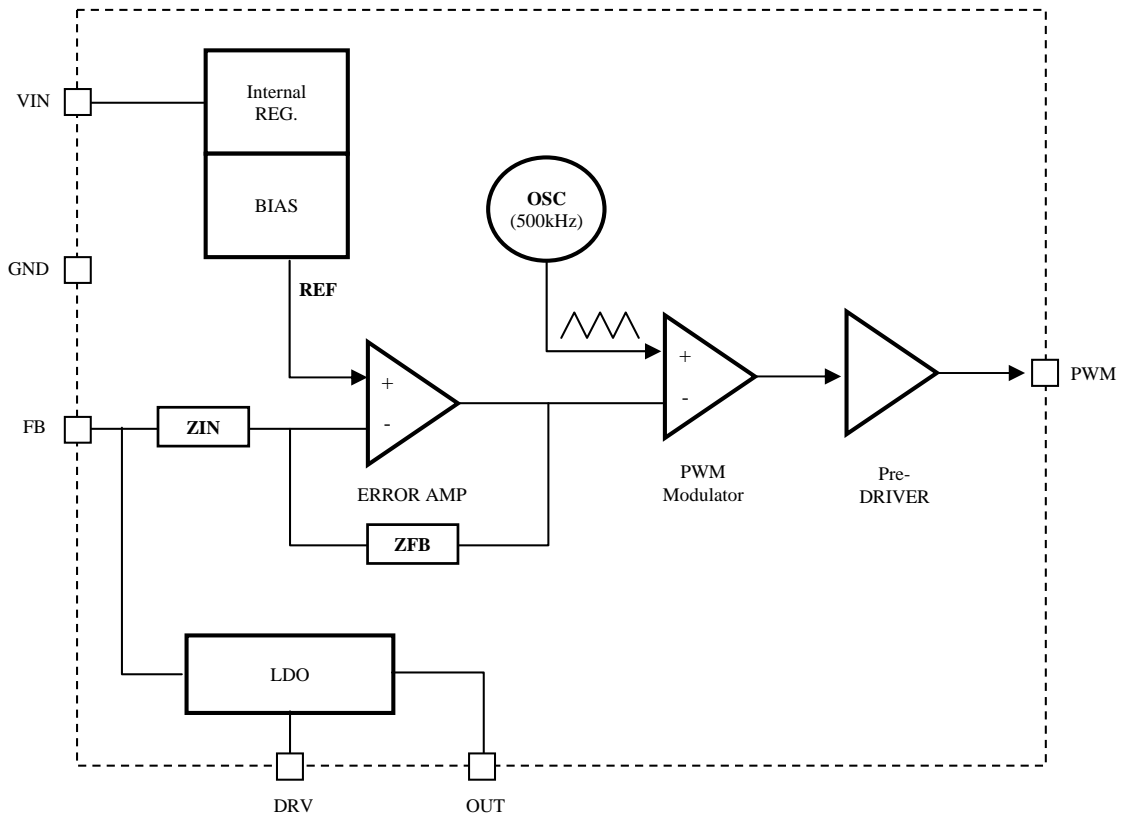 VIN
Internal
REG.
BIAS
OSC
(500kHz)
GND
REF
+
-
+
-
PWM
FB
ZIN
ERROR AMP
PWM
Modulator
Pre-
DRIVER
ZFB
LDO
DRV
OUT